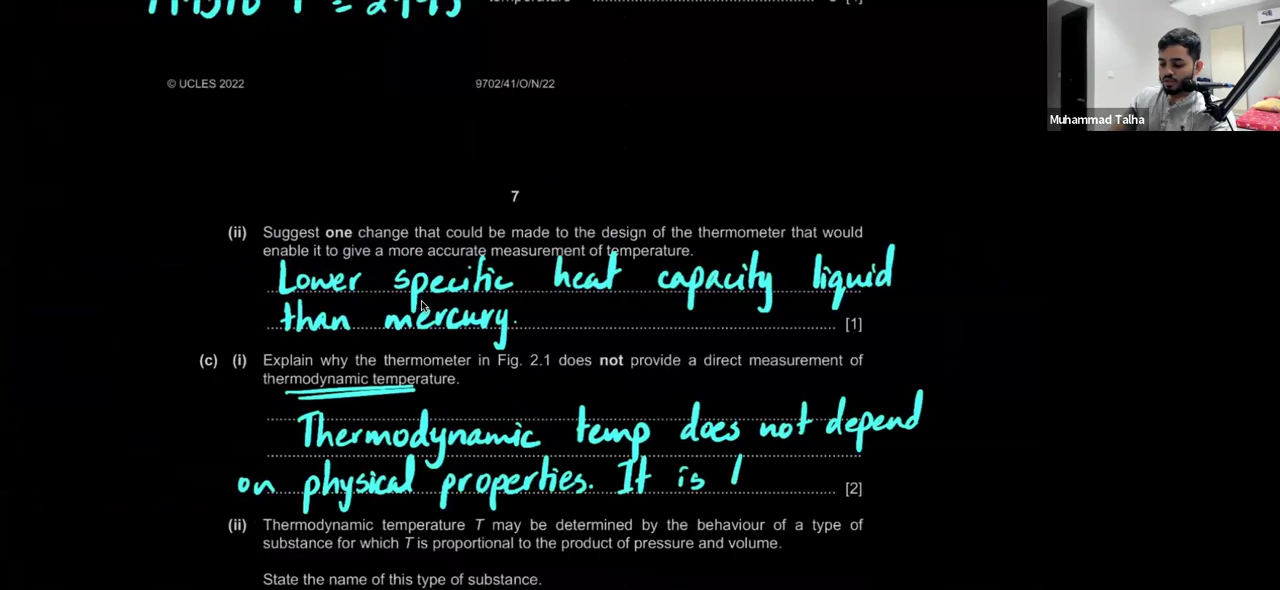 © UCLES 2022 9702/41/O/N/22
Muhammad Talha
7
(ii) Suggest one change that could be made to the design of the thermometer that would
enable it to give a more accurate measurement of temperature.
Lower specific heat capacity liquid
than mercury. [1]
(c) (i) Explain why the thermometer in Fig. 2.1 does not provide a direct measurement of
thermodynamic temperature.
Thermodynamic temp does not depend
on physical properties. It is [2]
(ii) Thermodynamic temperature T may be determined by the behaviour of a type of
substance for which T is proportional to the product of pressure and volume.
State the name of this type of substance.